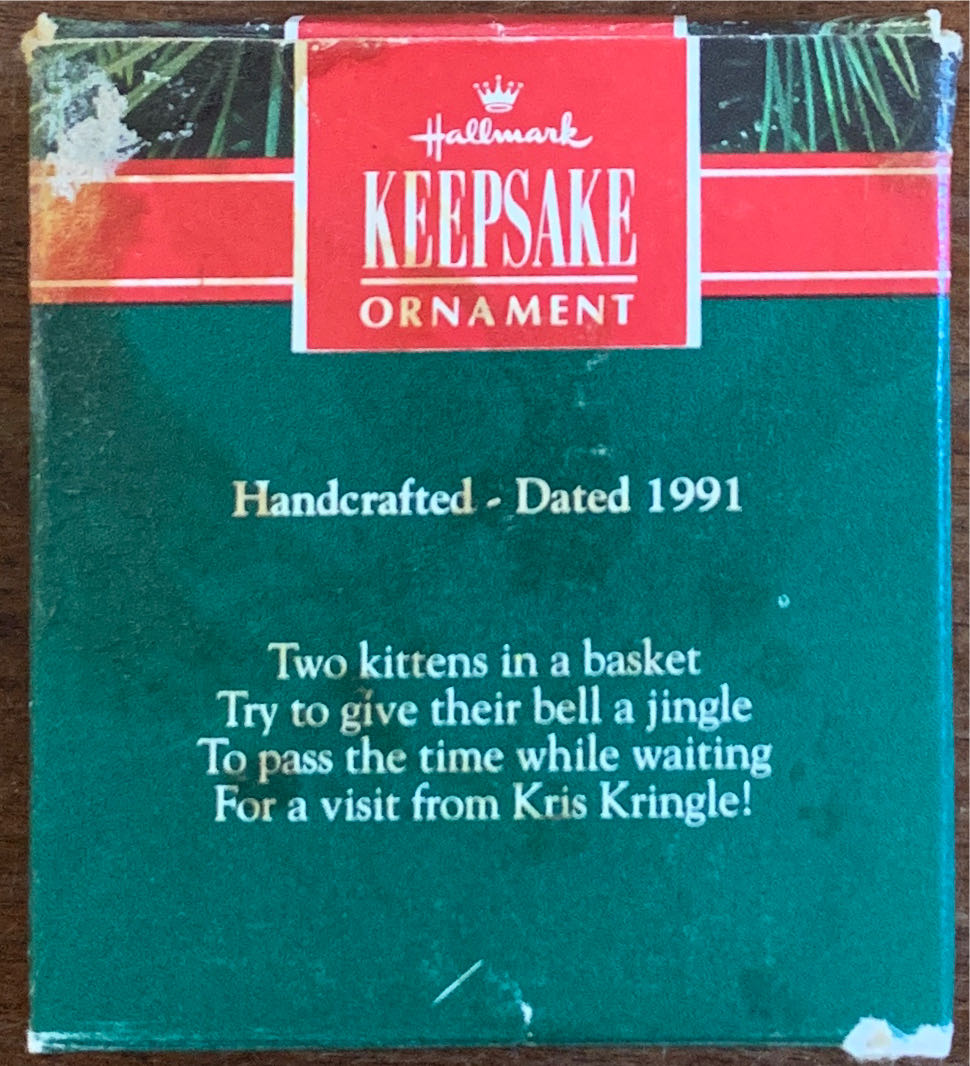 Hallmark
KEEPSAKE
ORNAMENT
Handcrafted - Dated 1991
Two kittens in a basket
Try to give their bell a jingle
To pass the time while waiting
For a visit from Kris Kringle!